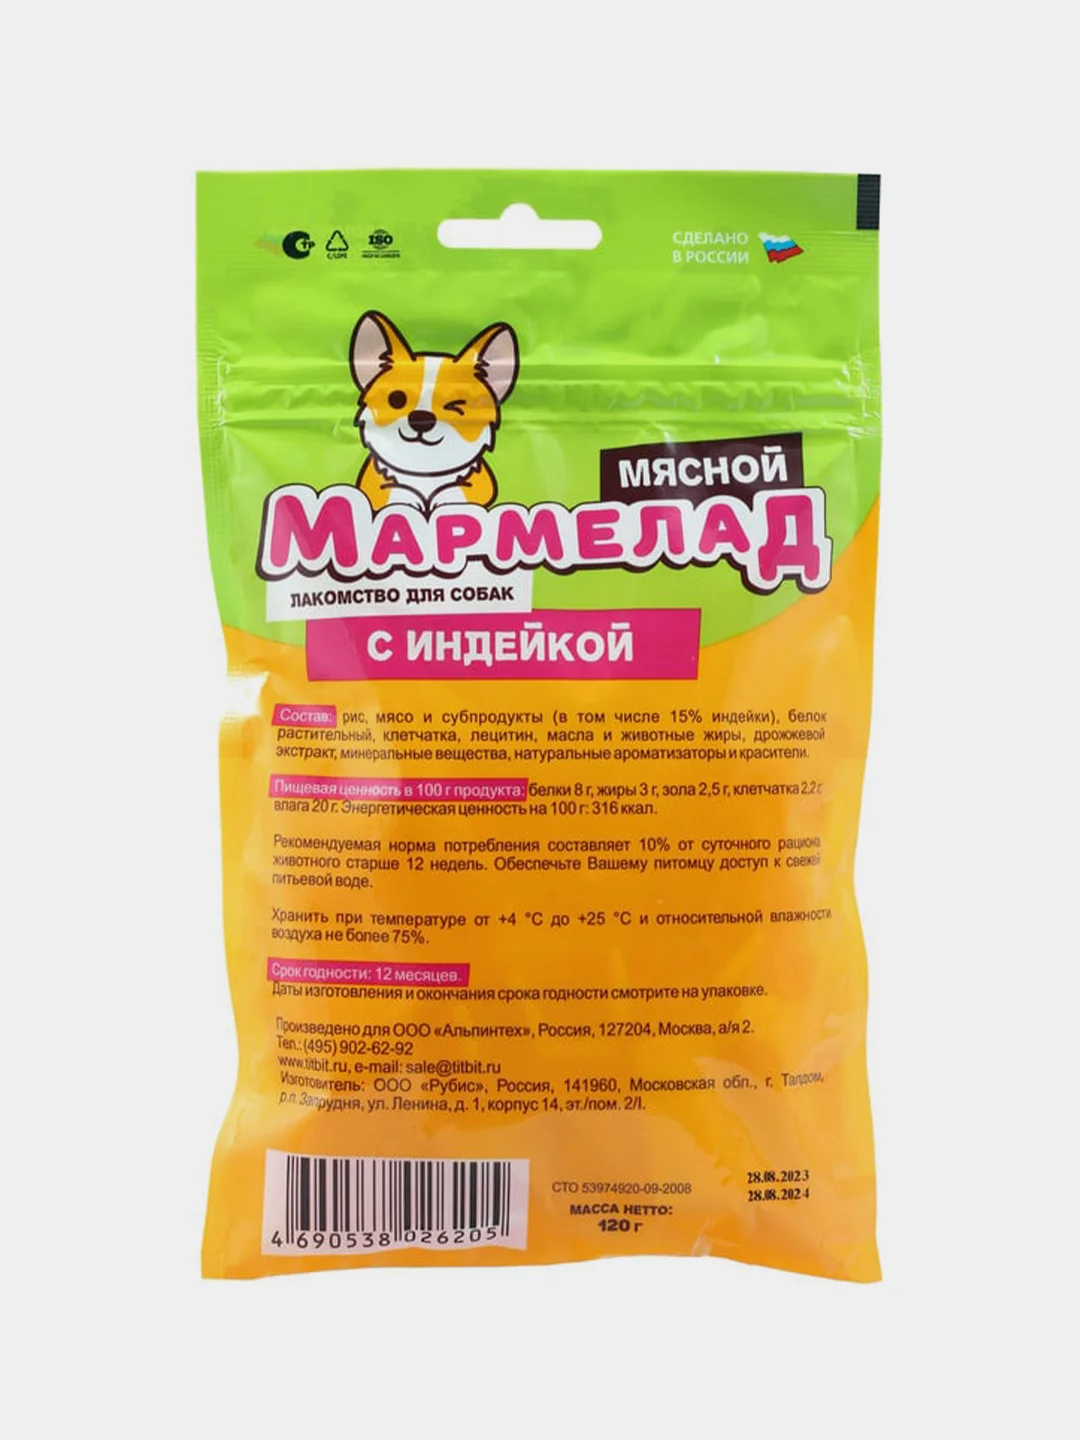 СДЕЛАНО
В РОССИИ
ISO
C/LDPE
МЯСНОЙ
МАРМЕЛАД
ЛАКОМСТВО ДЛЯ СОБАК
С ИНДЕЙКОЙ
Состав: рис, мясо и субпродукты (в том числе 15% индейки), белок
растительный, клетчатка, лецитин, масла и животные жиры, дрожжевой
экстракт, минеральные вещества, натуральные ароматизаторы и красители.
Пищевая ценность в 100 г продукта: белки 8 г, жиры 3 г, зола 2,5 г, клетчатка 2,2 г,
влага 20 г. Энергетическая ценность на 100 г: 316 ккал.
Рекомендуемая норма потребления составляет 10% от суточного рациона
животного старше 12 недель. Обеспечьте Вашему питомцу доступ к свежей
питьевой воде.
Хранить при температуре от +4 °С до +25 °С и относительной влажности
воздуха не более 75%.
Срок годности: 12 месяцев.
Даты изготовления и окончания срока годности смотрите на упаковке.
Произведено для ООО «Альпинтех», Россия, 127204, Москва, а/я 2.
Тел.: (495) 902-62-92
www.titbit.ru, e-mail: sale@titbit.ru
Изготовитель: ООО «Рубис», Россия, 141960, Московская обл., г. Талдом,
р.п. Запрудня, ул. Ленина, д. 1, корпус 14, эт./пом. 2/I.
4 690538 026205
СТО 53974920-09-2008
МАССА НЕТТО:
120 г
28.08.2023
28.08.2024